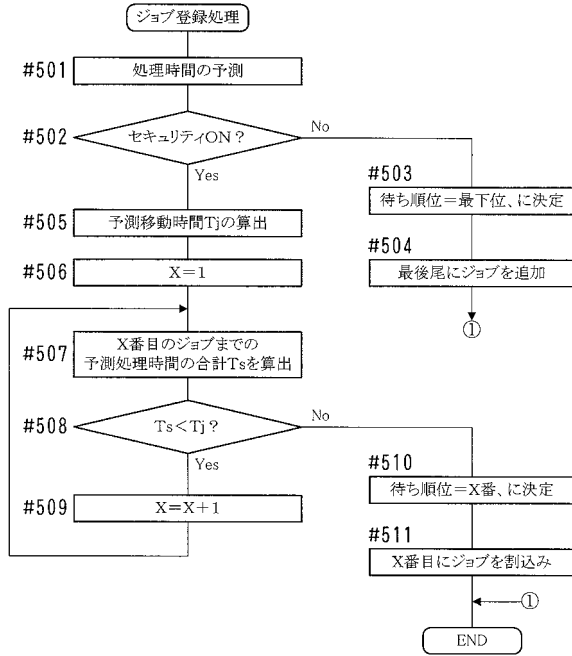 ジョブ登録処理
#501
処理時間の予測
#502
セキュリティON？
No
Yes
#503
待ち順位＝最下位、に決定
#504
最後尾にジョブを追加
①
#505
予測移動時間Tjの算出
#506
X＝1
#507
X番目のジョブまでの
予測処理時間の合計Tsを算出
#508
Ts＜Tj？
No
Yes
#509
X＝X＋1
#510
待ち順位＝X番、に決定
#511
X番目にジョブを割込み
①
END